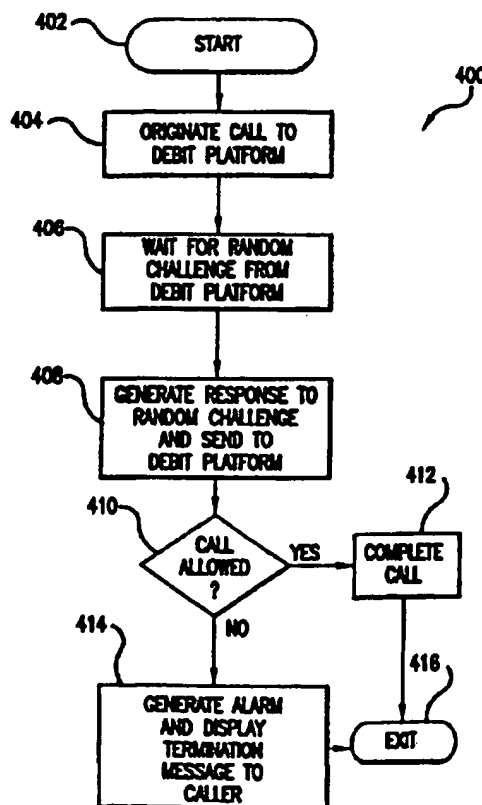 402
START
400
404
ORIGINATE CALL TO
DEBIT PLATFORM
406
WAIT FOR RANDOM
CHALLENGE FROM
DEBIT PLATFORM
408
GENERATE RESPONSE TO
RANDOM CHALLENGE
AND SEND TO
DEBIT PLATFORM
410
CALL
ALLOWED
?
YES
412
COMPLETE
CALL
NO
414
GENERATE ALARM
AND DISPLAY
TERMINATION
MESSAGE TO
CALLER
416
EXIT